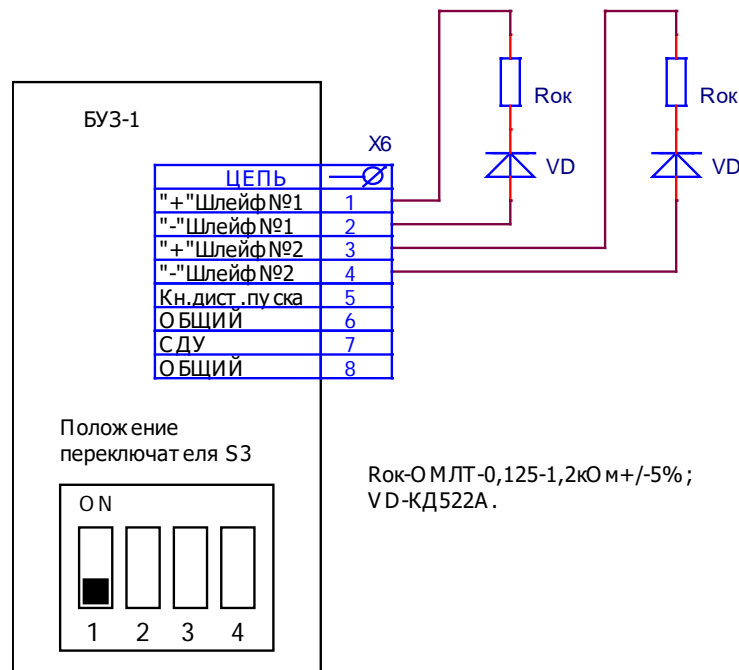 БУЗ-1
X6
ЦЕПЬ
"+"Шлейф№1 1
"-"Шлейф№1 2
"+"Шлейф№2 3
"-"Шлейф№2 4
Кн.дист.пуска 5
ОБЩИЙ 6
СДУ 7
ОБЩИЙ 8
Rок
Rок
VD
VD
Положение
переключателя S3
ON
1 2 3 4
Rок-ОМЛТ-0,125-1,2кОм+/-5%;
VD-КД522А.